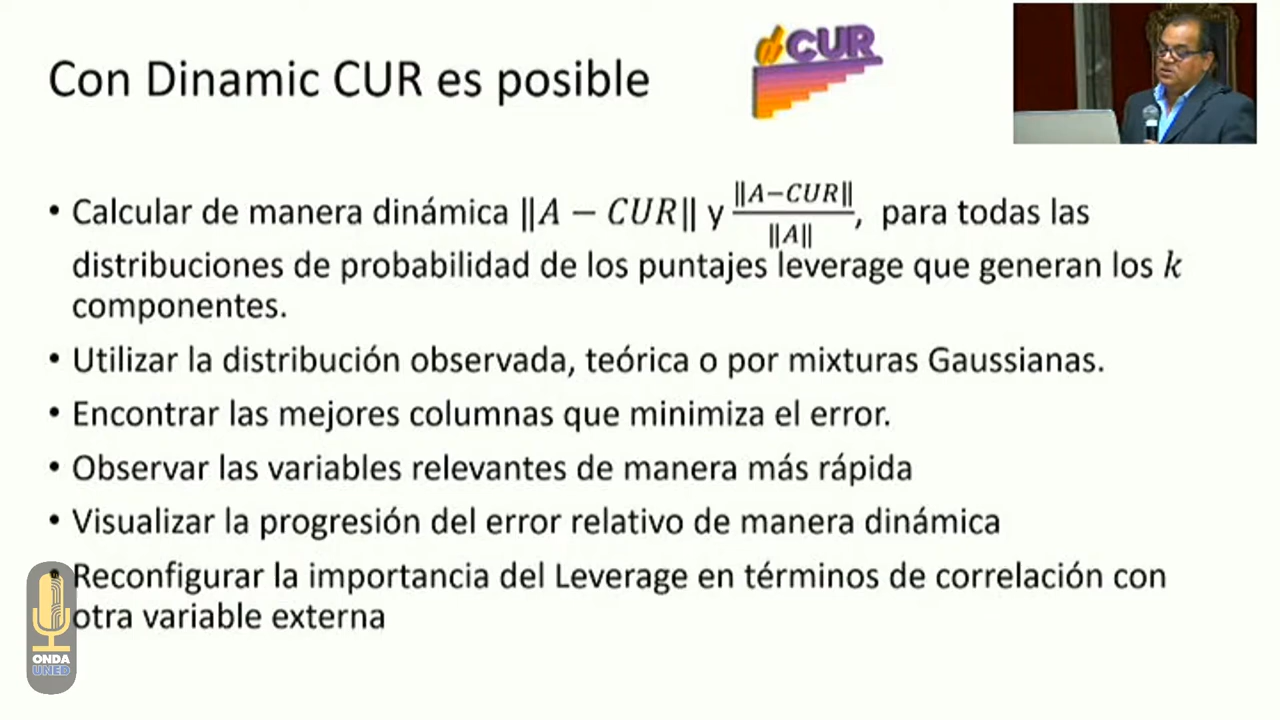 Con Dinamic CUR es posible
CUR
• Calcular de manera dinámica ‖A − CUR‖ y ‖A−CUR‖/‖A‖, para todas las
distribuciones de probabilidad de los puntajes leverage que generan los k
componentes.
• Utilizar la distribución observada, teórica o por mixturas Gaussianas.
• Encontrar las mejores columnas que minimiza el error.
• Observar las variables relevantes de manera más rápida
• Visualizar la progresión del error relativo de manera dinámica
• Reconfigurar la importancia del Leverage en términos de correlación con
otra variable externa
ONDA
UNED